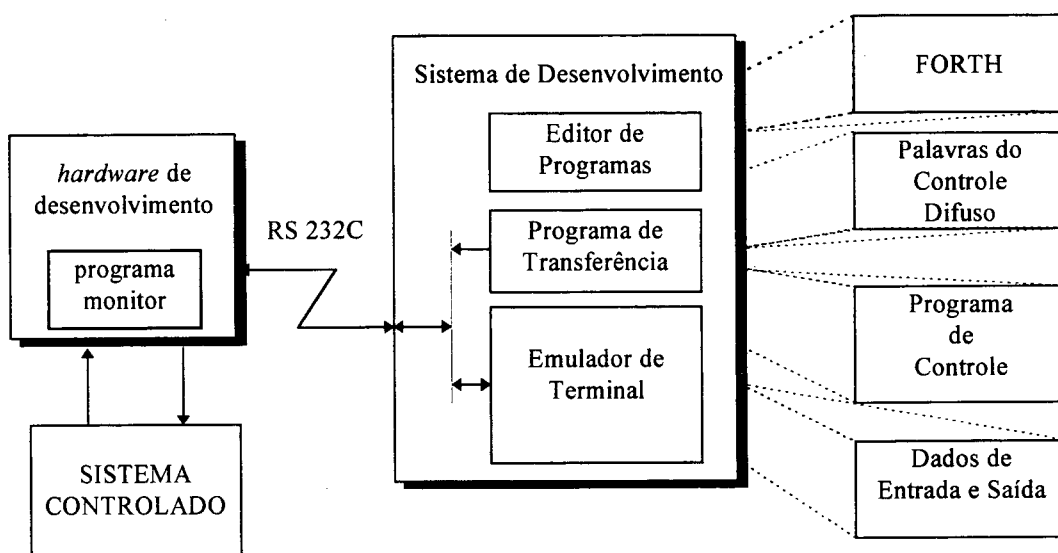 hardware de
desenvolvimento
programa
monitor
SISTEMA
CONTROLADO
RS 232C
Sistema de Desenvolvimento
Editor de
Programas
Programa de
Transferência
Emulador de
Terminal
FORTH
Palavras do
Controle
Difuso
Programa
de
Controle
Dados de
Entrada e Saída